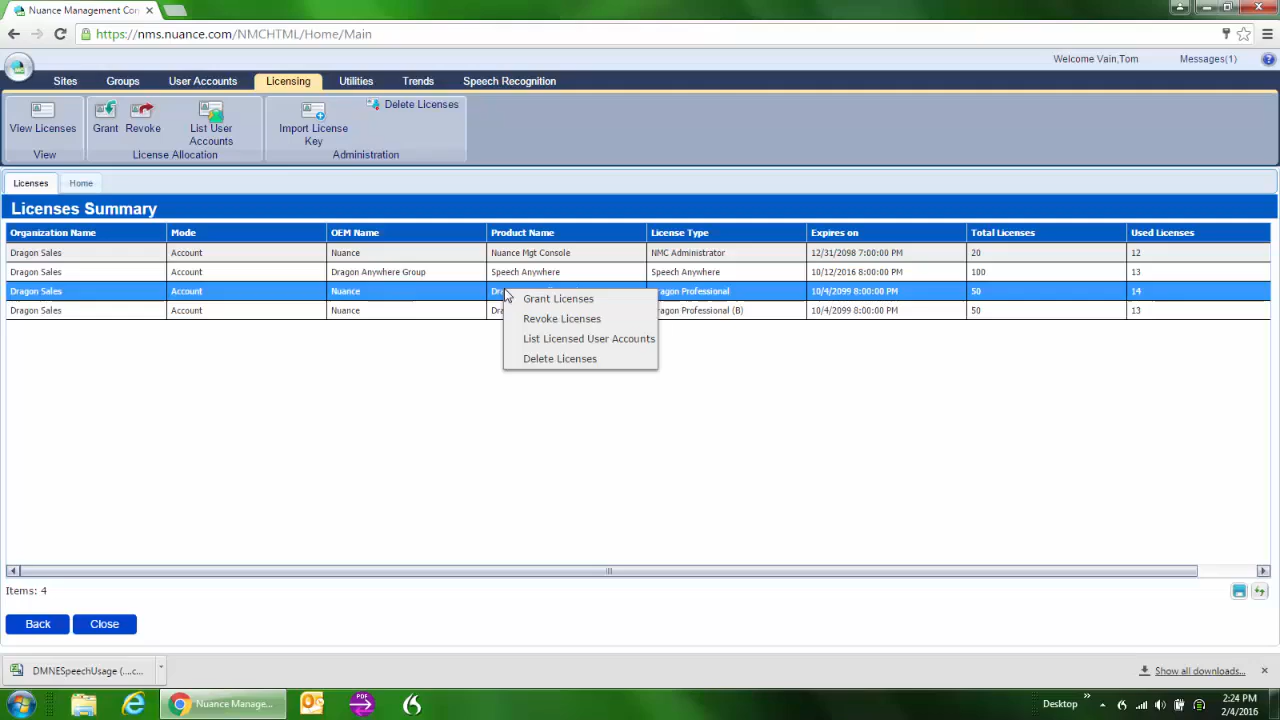 Nuance Management Con
https://nms.nuance.com/NMCHTML/Home/Main
Welcome Vain,Tom Messages(1)
Sites Groups User Accounts Licensing Utilities Trends Speech Recognition
View Licenses Grant Revoke List User Accounts Import License Key Delete Licenses
View License Allocation Administration
Licenses Home
Licenses Summary
Organization Name Mode OEM Name Product Name License Type Expires on Total Licenses Used Licenses
Dragon Sales Account Nuance Nuance Mgt Console NMC Administrator 12/31/2098 7:00:00 PM 20 12
Dragon Sales Account Dragon Anywhere Group Speech Anywhere Speech Anywhere 10/12/2016 8:00:00 PM 100 13
Dragon Sales Account Nuance Dra ragon Professional 10/4/2099 8:00:00 PM 50 14
Dragon Sales Account Nuance Dra ragon Professional (B) 10/4/2099 8:00:00 PM 50 13
Grant Licenses
Revoke Licenses
List Licensed User Accounts
Delete Licenses
Items: 4
Back Close
DMNESpeechUsage (....c... Show all downloads...
Nuance Manage... Desktop 2:24 PM
2/4/2016